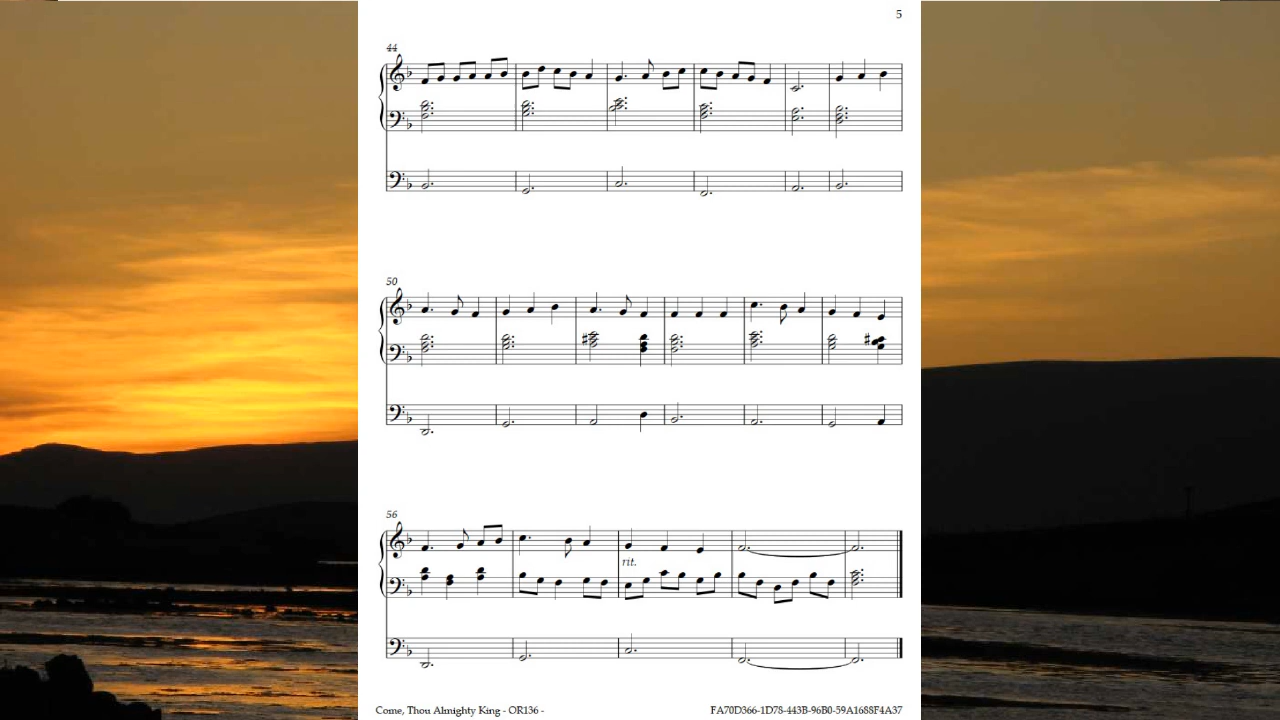 5
44
50
56
rit.
Come, Thou Almighty King - OR136 -
FA70D366-1D78-443B-96B0-59A1688F4A37